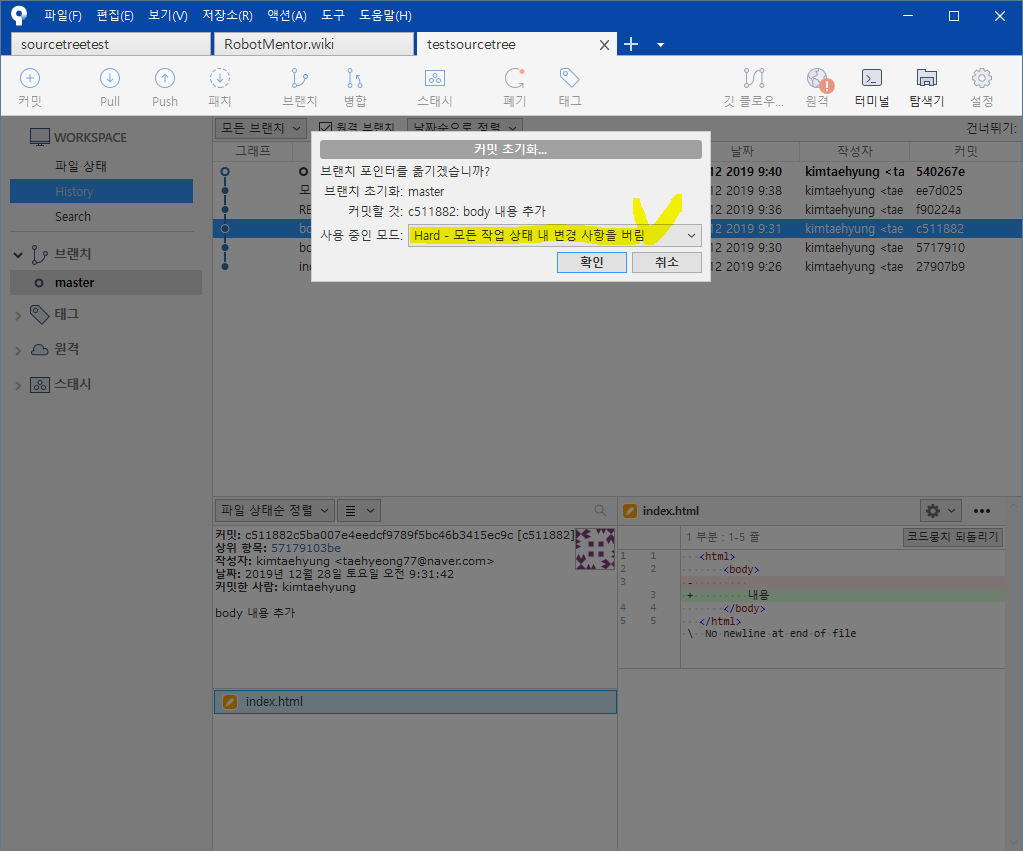 파일(F) 편집(E) 보기(V) 저장소(R) 액션(A) 도구 도움말(H)
sourcetreetest RobotMentor.wiki testsourcetree
커밋 Pull Push 패치 브랜치 병합 스태시 폐기 태그 깃 플로우... 원격 터미널 탐색기 설정
WORKSPACE
파일 상태
History
Search
브랜치
master
태그
원격
스태시
모든 브랜치 원격 브랜치 날짜순으로 정렬 건너뛰기:
그래프 날짜 작성자 커밋
12 2019 9:40 kimtaehyung <tae 540267e
12 2019 9:37 kimtaehyung <tae ee7d025
RE 12 2019 9:36 kimtaehyung <tae f90224a
bo 12 2019 9:31 kimtaehyung <tae c511882
bo 12 2019 9:30 kimtaehyung <tae 5717910
inc 12 2019 9:26 kimtaehyung <tae 27907b9
커밋 초기화...
브랜치 포인터를 옮기겠습니까?
브랜치 초기화: master
커밋할 것: c511882: body 내용 추가
사용 중인 모드: Hard - 모든 작업 상태 내 변경 사항을 버림
확인 취소
파일 상태순 정렬
커밋: c511882c5ba007e4eedcf9789f5bc46b3415ec9c [c511882]
상위 항목: 57179103be
작성자: kimtaehyung <taehyeong77@naver.com>
날짜: 2019년 12월 28일 토요일 오전 9:31:42
커밋한 사람: kimtaehyung
body 내용 추가
index.html
index.html
1 부분 : 1-5 줄 코드뭉치 되돌리기
1 1 <html>
2 2 <body>
3 -
3 + 내용
4 4 </body>
5 5 </html>
\ No newline at end of file